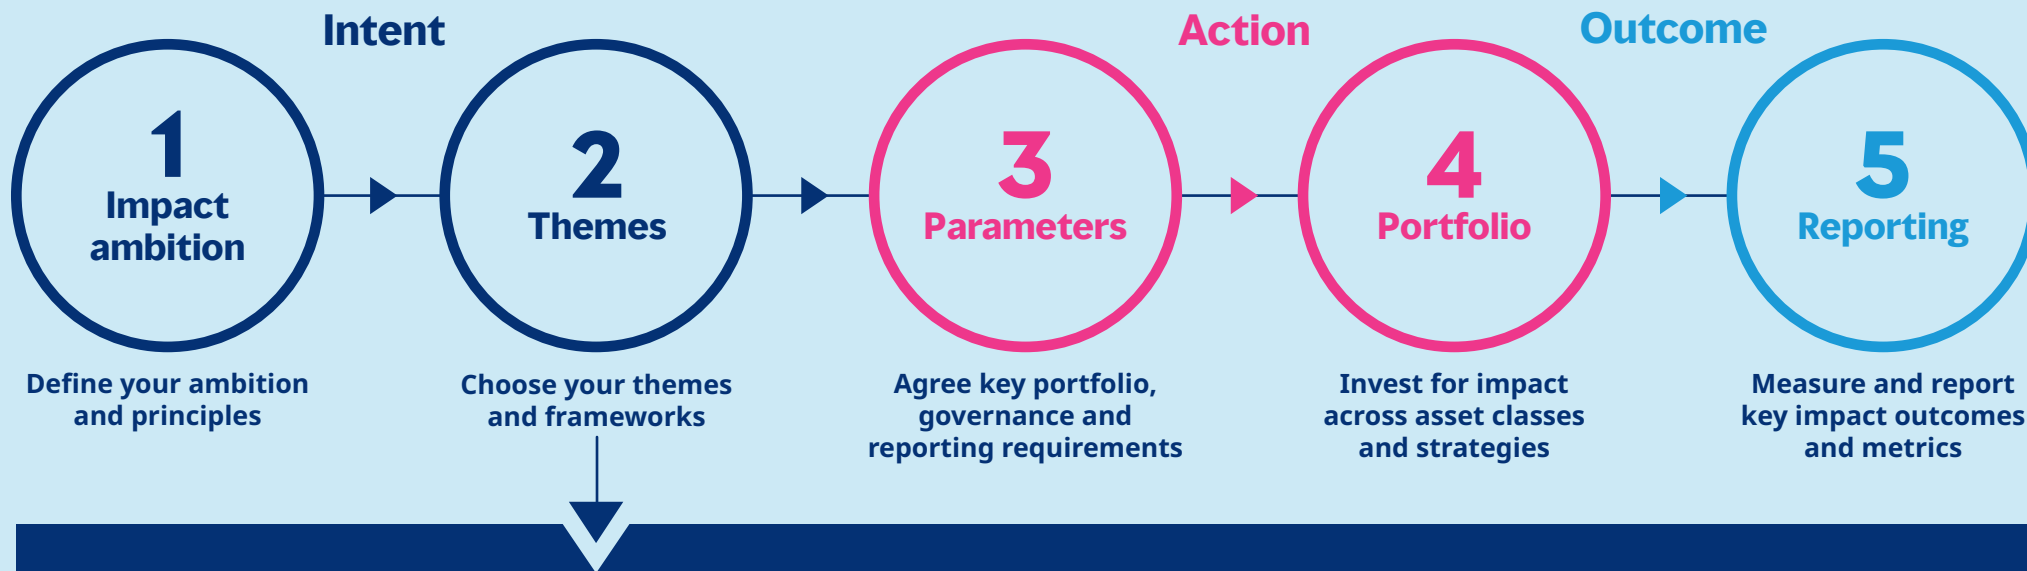 Intent
Action
Outcome
1
Impact
ambition
2
Themes
3
Parameters
4
Portfolio
5
Reporting
Define your ambition
and principles
Choose your themes
and frameworks
Agree key portfolio,
governance and
reporting requirements
Invest for impact
across asset classes
and strategies
Measure and report
key impact outcomes
and metrics